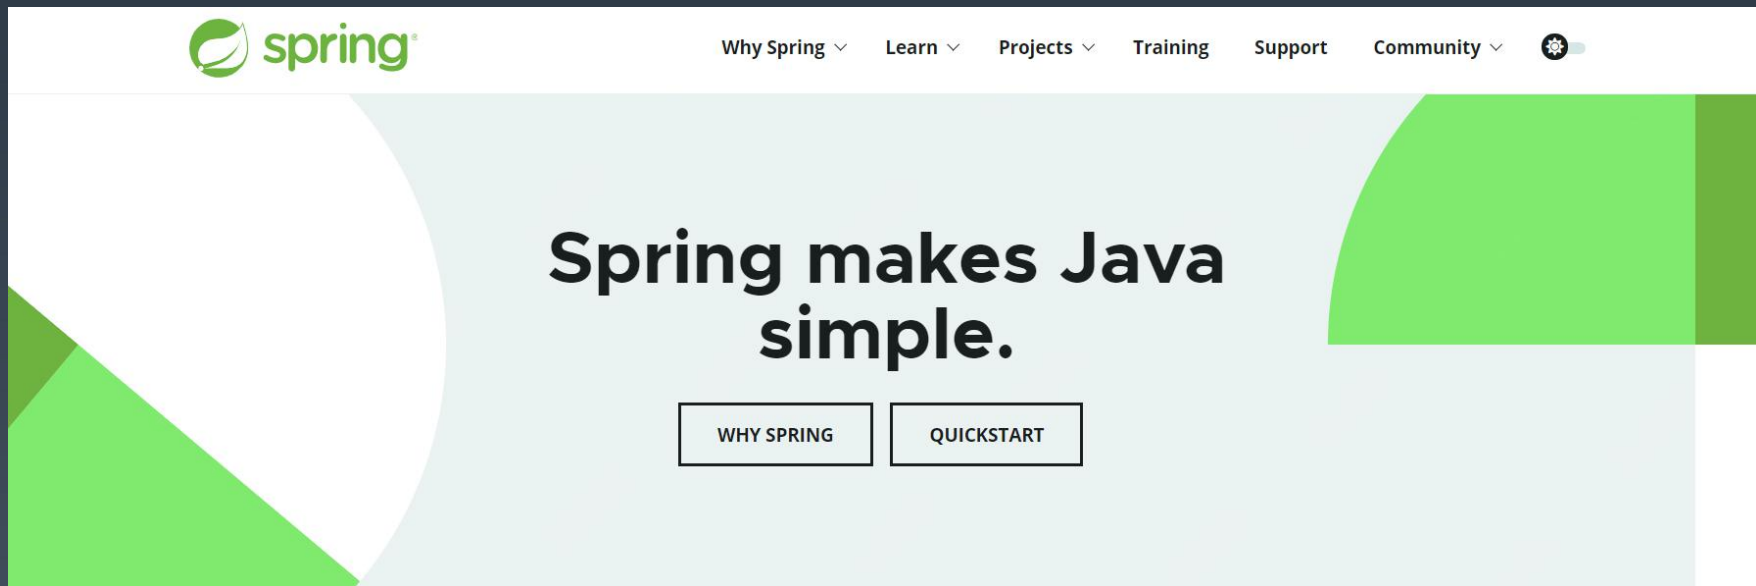 spring®
Why Spring Learn Projects Training Support Community
Spring makes Java
simple.
WHY SPRING QUICKSTART